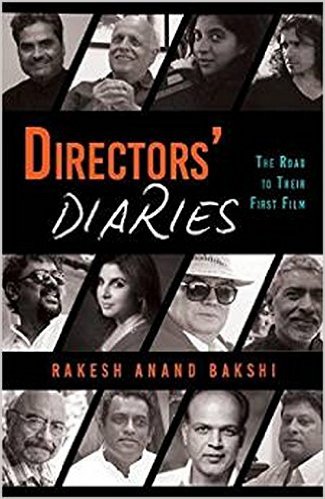 DIRECTORS'
DIARIES
THE ROAD
TO THEIR
FIRST FILM
RAKESH ANAND BAKSHI